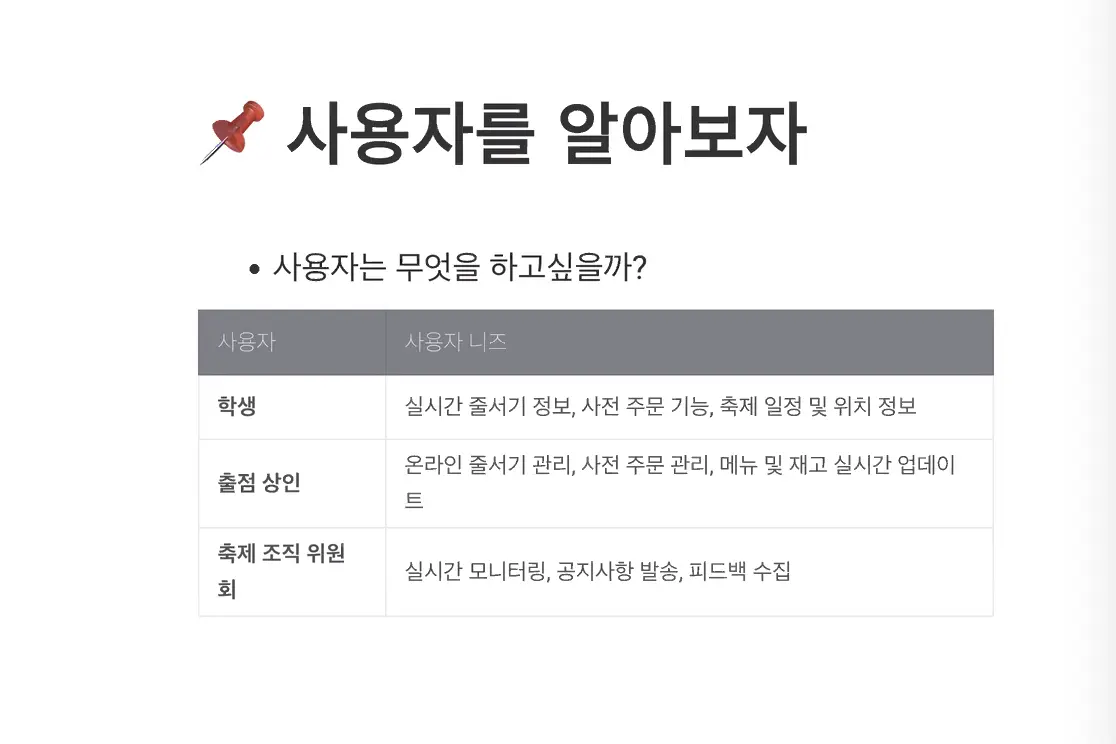 사용자를 알아보자
• 사용자는 무엇을 하고싶을까?
사용자 사용자 니즈
학생 실시간 줄서기 정보, 사전 주문 기능, 축제 일정 및 위치 정보
출점 상인 온라인 줄서기 관리, 사전 주문 관리, 메뉴 및 재고 실시간 업데이
트
축제 조직 위원
회
실시간 모니터링, 공지사항 발송, 피드백 수집